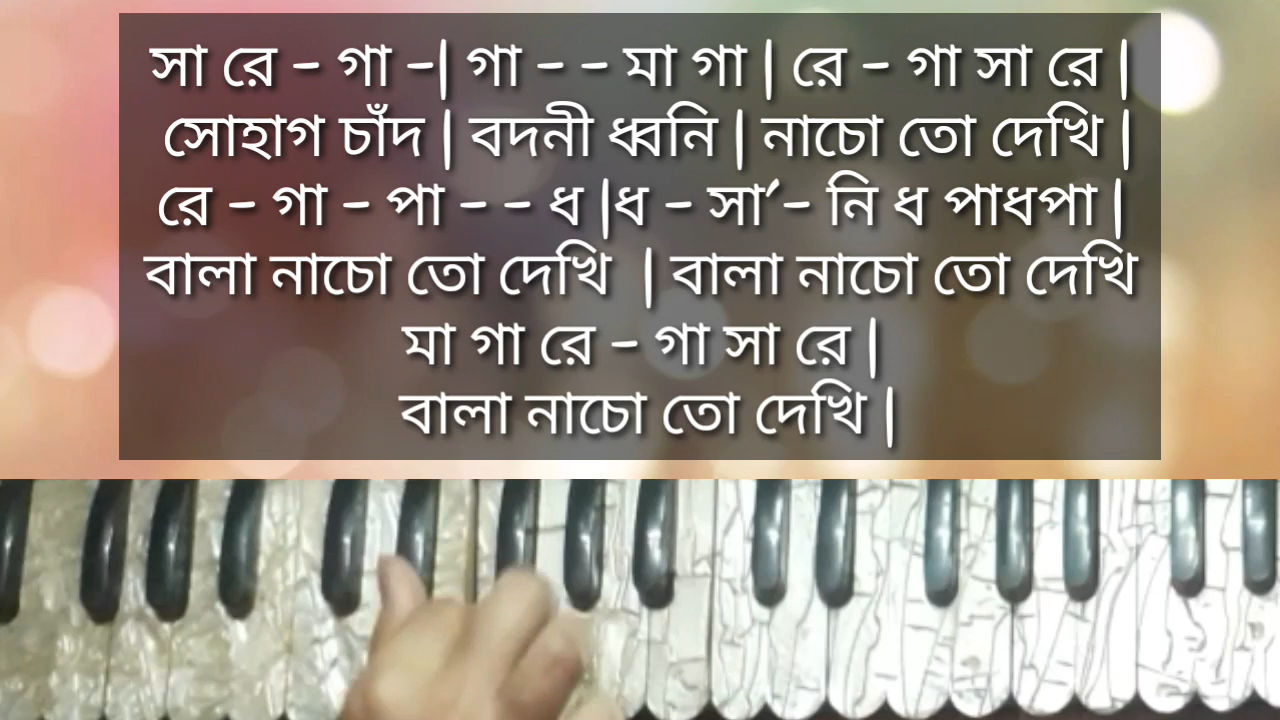 সা রে – গা –| গা – – মা গা | রে – গা সা রে |
সোহাগ চাঁদ | বদনী ধ্বনি | নাচো তো দেখি |
রে – গা – পা – – ধ |ধ – সা´– নি ধ পাধপা |
বালা নাচো তো দেখি | বালা নাচো তো দেখি
মা গা রে – গা সা রে |
বালা নাচো তো দেখি |